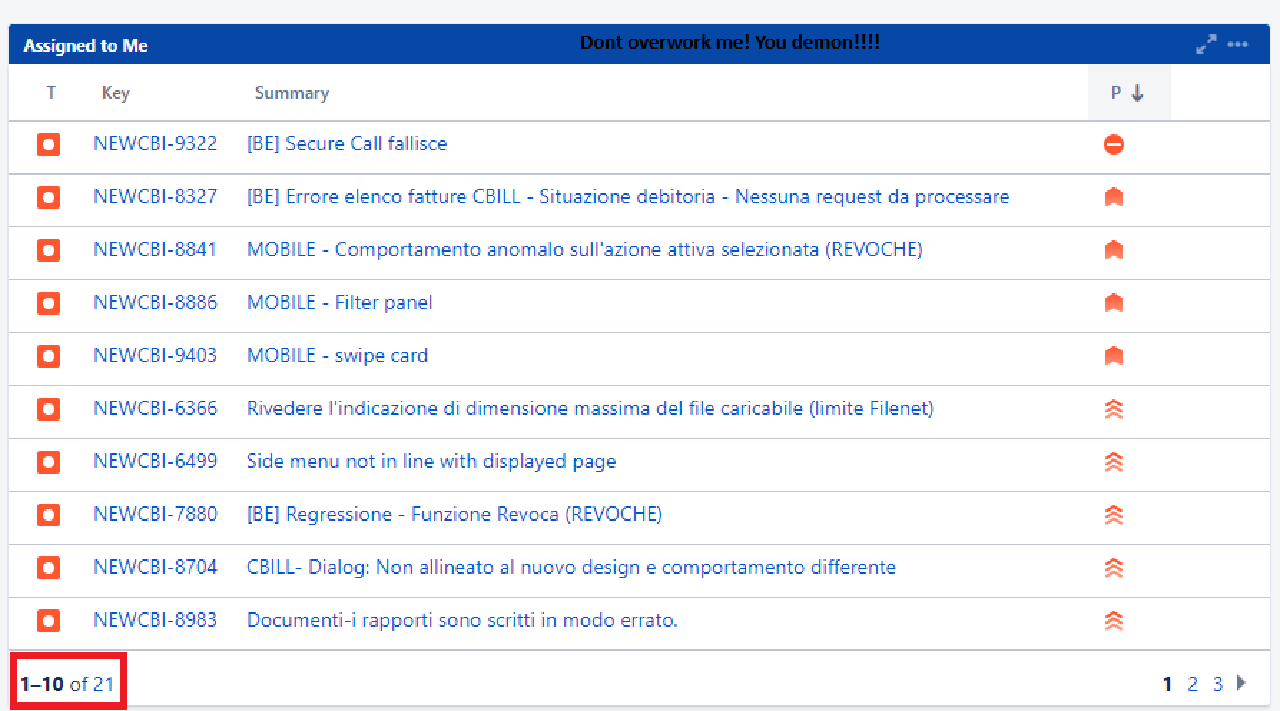 Assigned to Me Dont overwork me! You demon!!!!
T Key Summary P
NEWCBI-9322 [BE] Secure Call fallisce
NEWCBI-8327 [BE] Errore elenco fatture CBILL - Situazione debitoria - Nessuna request da processare
NEWCBI-8841 MOBILE - Comportamento anomalo sull'azione attiva selezionata (REVOCHE)
NEWCBI-8886 MOBILE - Filter panel
NEWCBI-9403 MOBILE - swipe card
NEWCBI-6366 Rivedere l'indicazione di dimensione massima del file caricabile (limite Filenet)
NEWCBI-6499 Side menu not in line with displayed page
NEWCBI-7880 [BE] Regressione - Funzione Revoca (REVOCHE)
NEWCBI-8704 CBILL- Dialog: Non allineato al nuovo design e comportamento differente
NEWCBI-8983 Documenti-i rapporti sono scritti in modo errato.
1–10 of 21 1 2 3